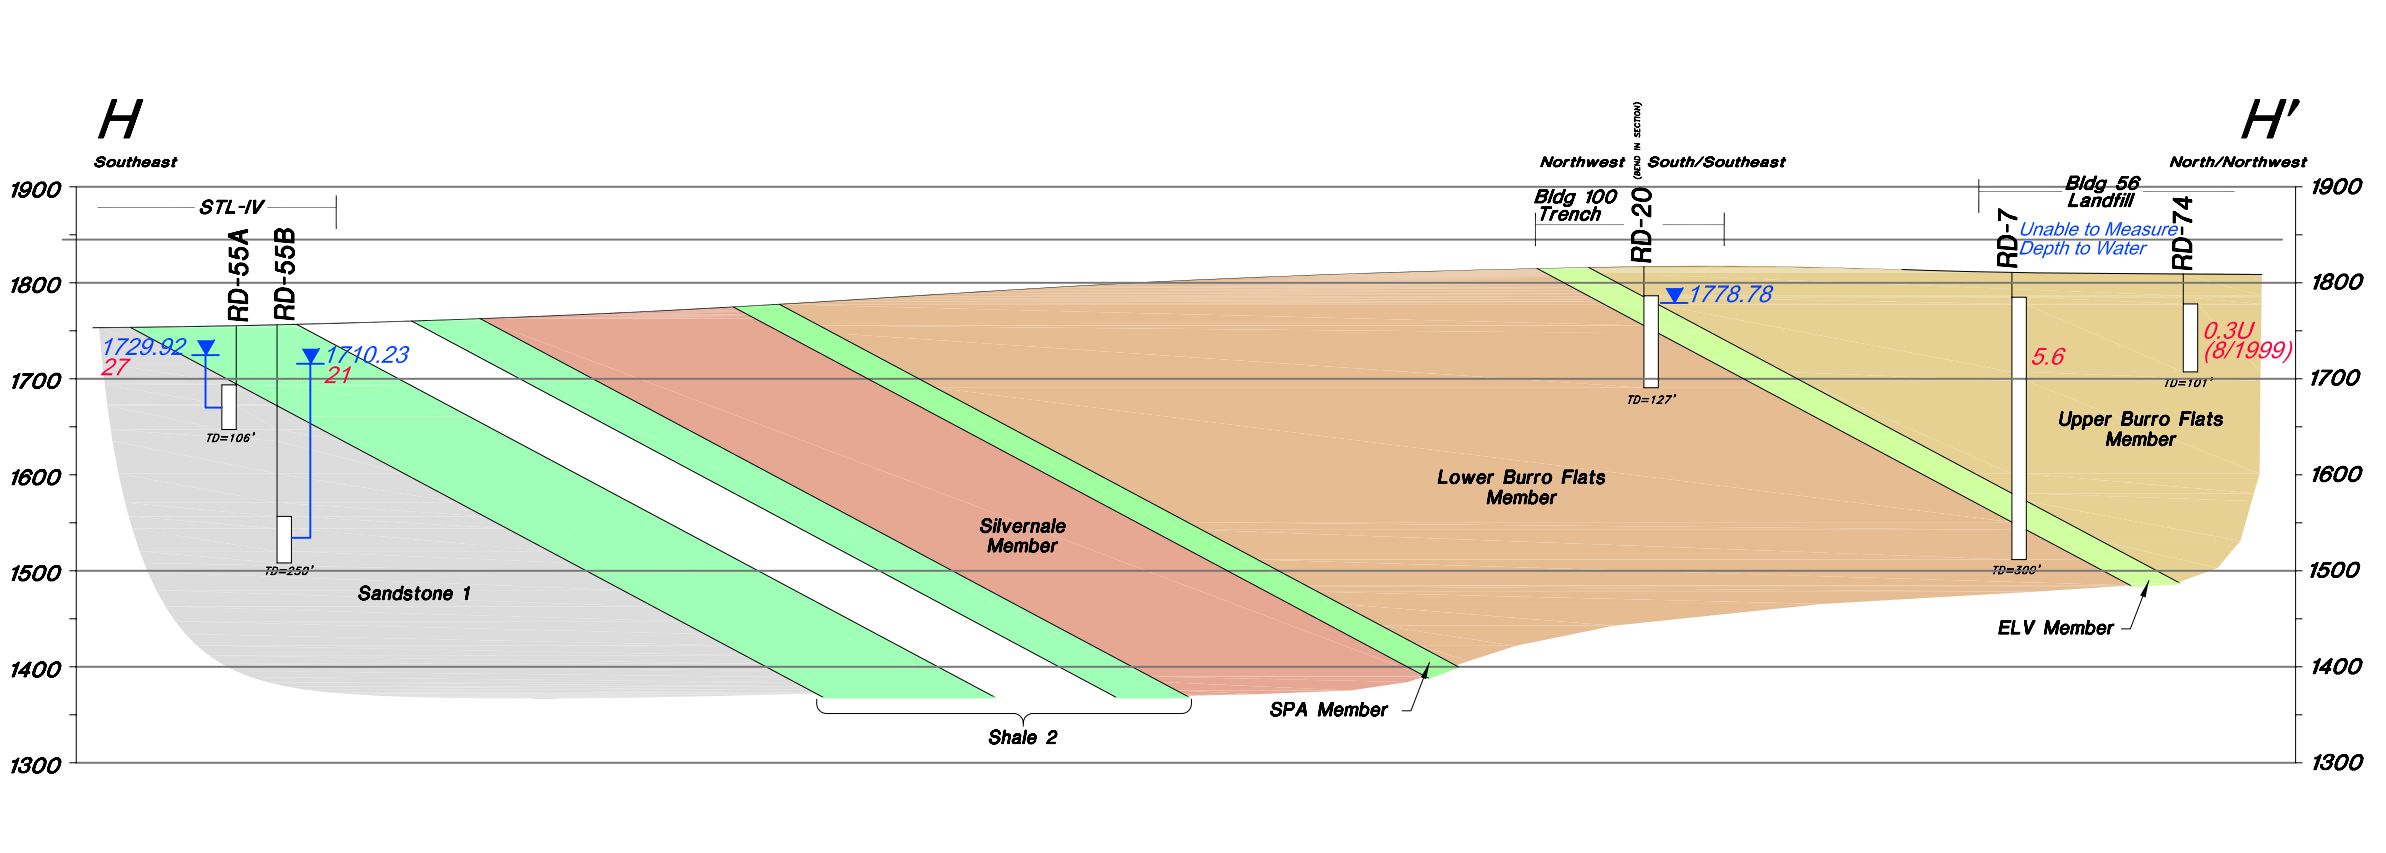 H
H'
Southeast
Northwest
(BEND IN SECTION)
South/Southeast
North/Northwest
1900
1900
STL-IV
Bldg 100
Trench
Bldg 56
Landfill
RD-55A
RD-55B
RD-20
RD-7
RD-74
Unable to Measure
Depth to Water
1800
1800
1778.78
1729.92
27
1710.23
21
0.3U
(8/1999)
5.6
1700
1700
TD=101'
TD=127'
TD=106'
Upper Burro Flats
Member
1600
1600
Lower Burro Flats
Member
Silvernale
Member
1500
1500
TD=250'
TD=300'
Sandstone 1
ELV Member
1400
1400
SPA Member
Shale 2
1300
1300